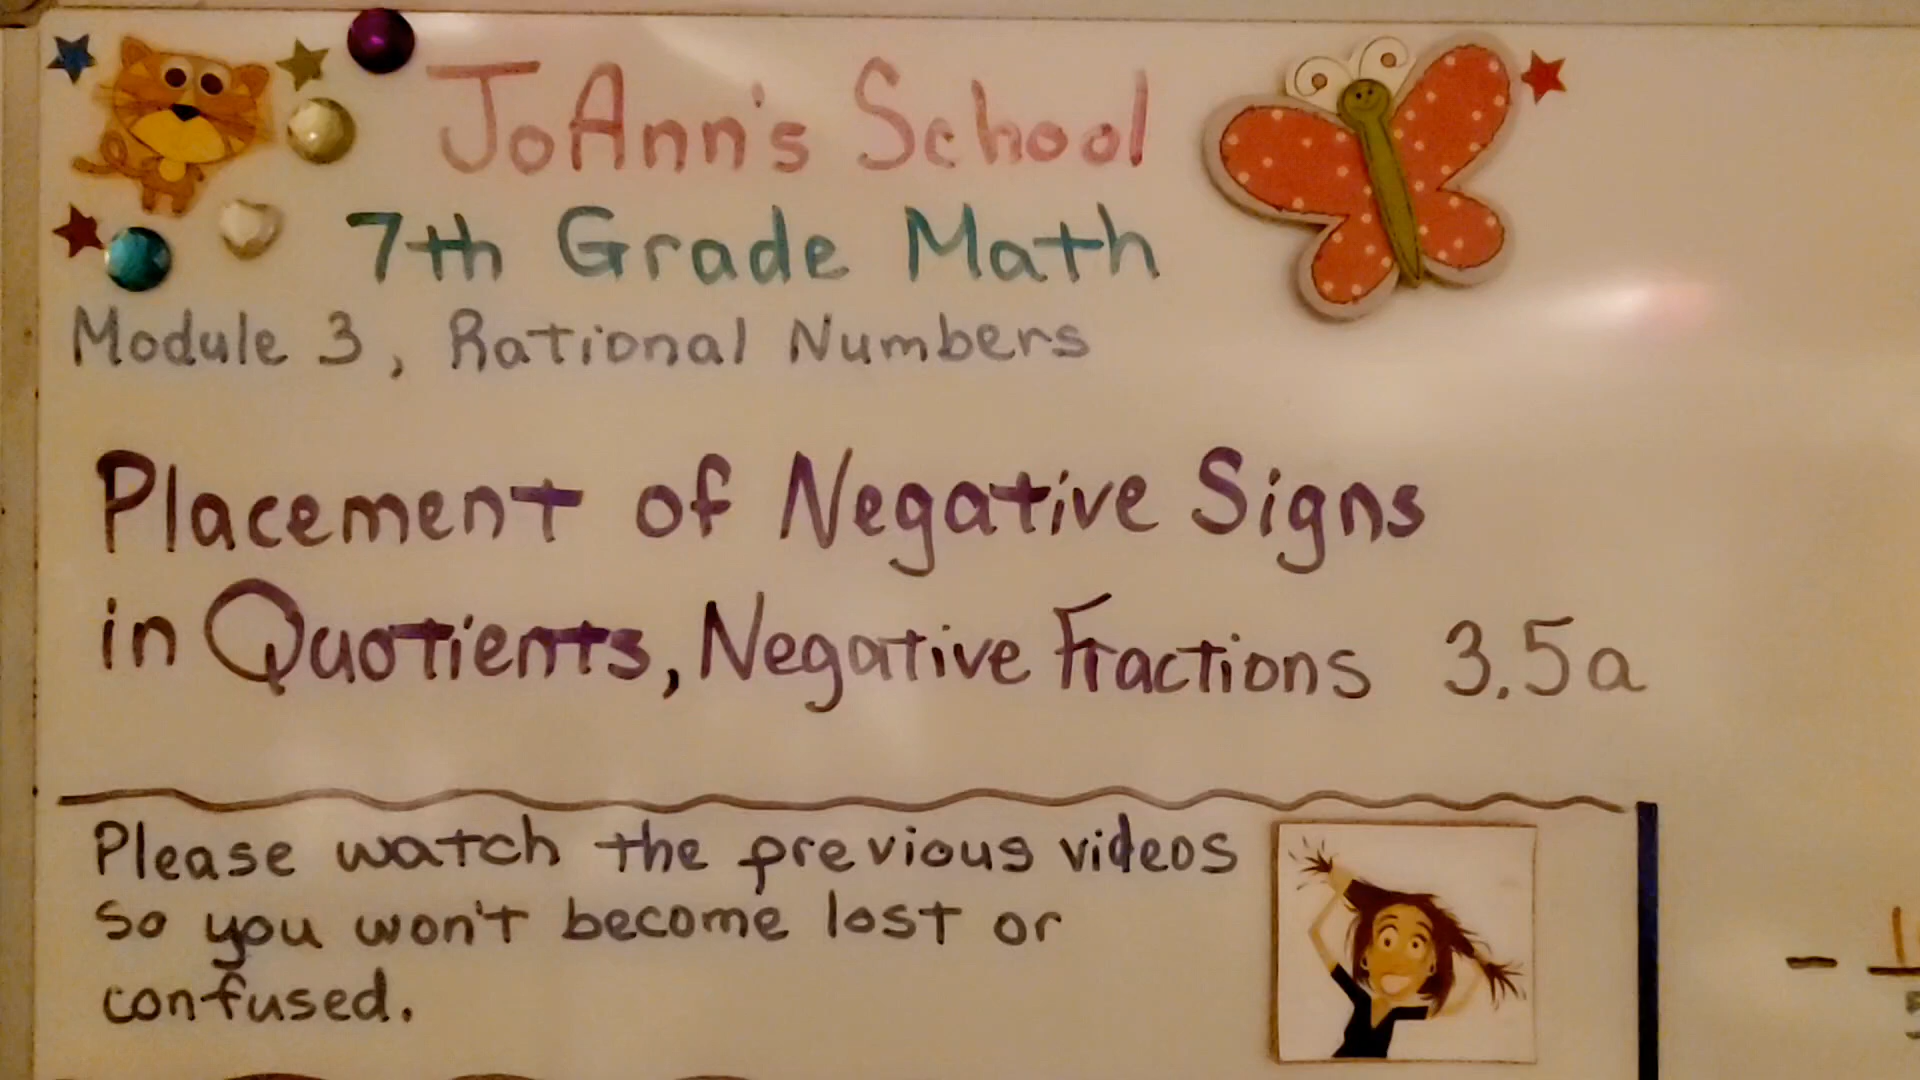 JoAnn's School
7th Grade Math
Module 3, Rational Numbers
Placement of Negative Signs
in Quotients, Negative Fractions 3.5a
Please watch the previous videos
so you won't become lost or
confused.
-